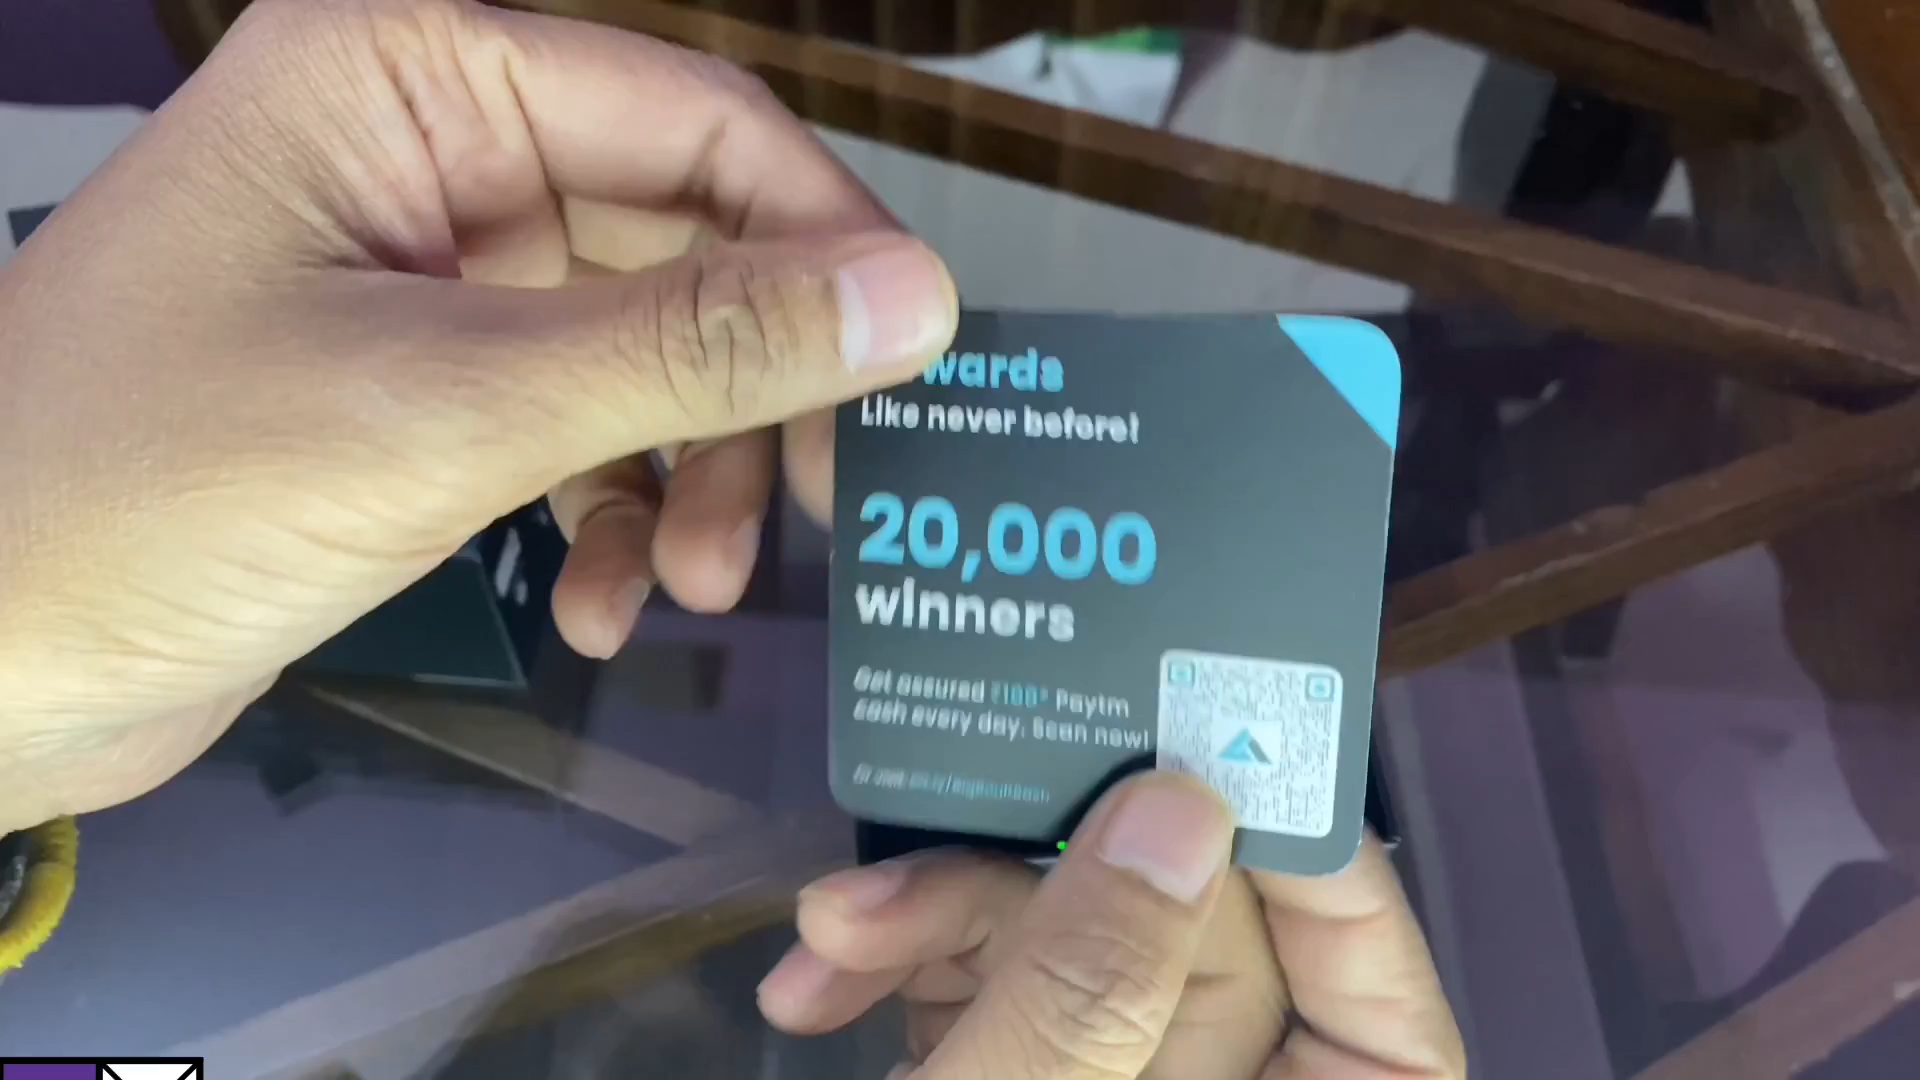 wards
Like never before!
20,000
winners
Get assured ₹100* Paytm
cash every day. Scan now!